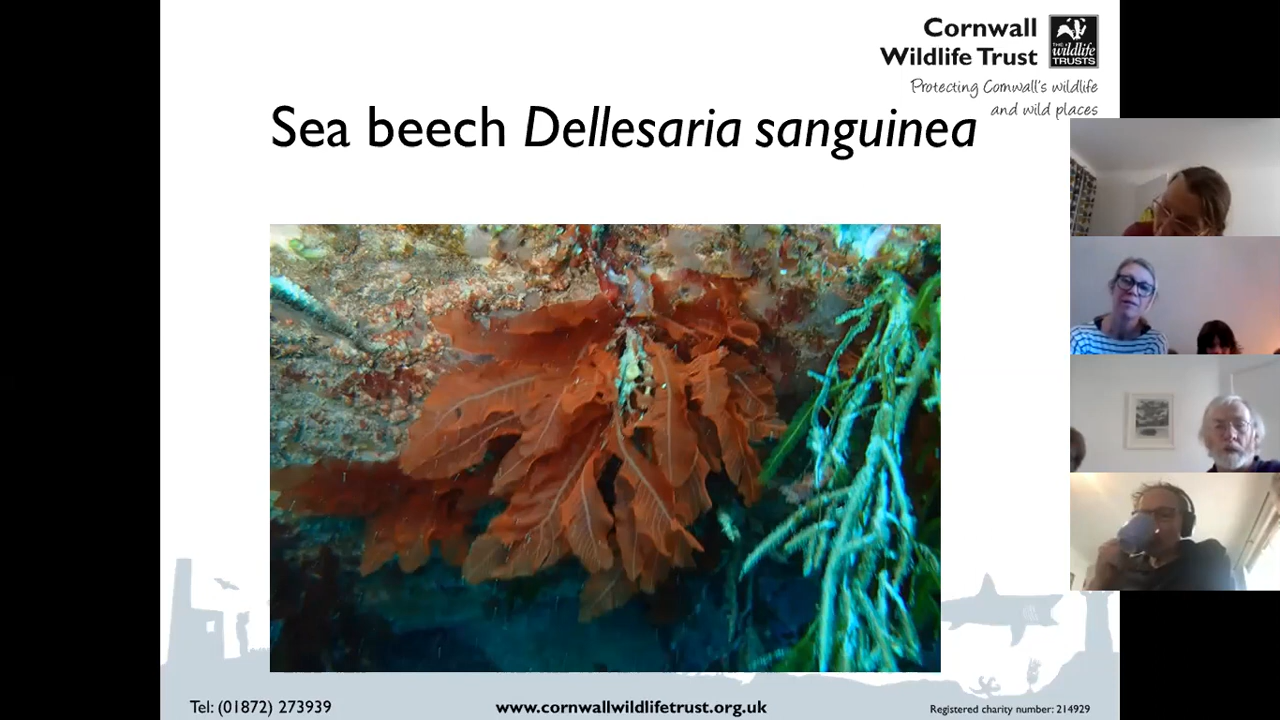 Cornwall
Wildlife Trust
THE
wildlife
TRUSTS
Protecting Cornwall's wildlife
and wild places
Sea beech Dellesaria sanguinea
Tel: (01872) 273939
www.cornwallwildlifetrust.org.uk
Registered charity number: 214929